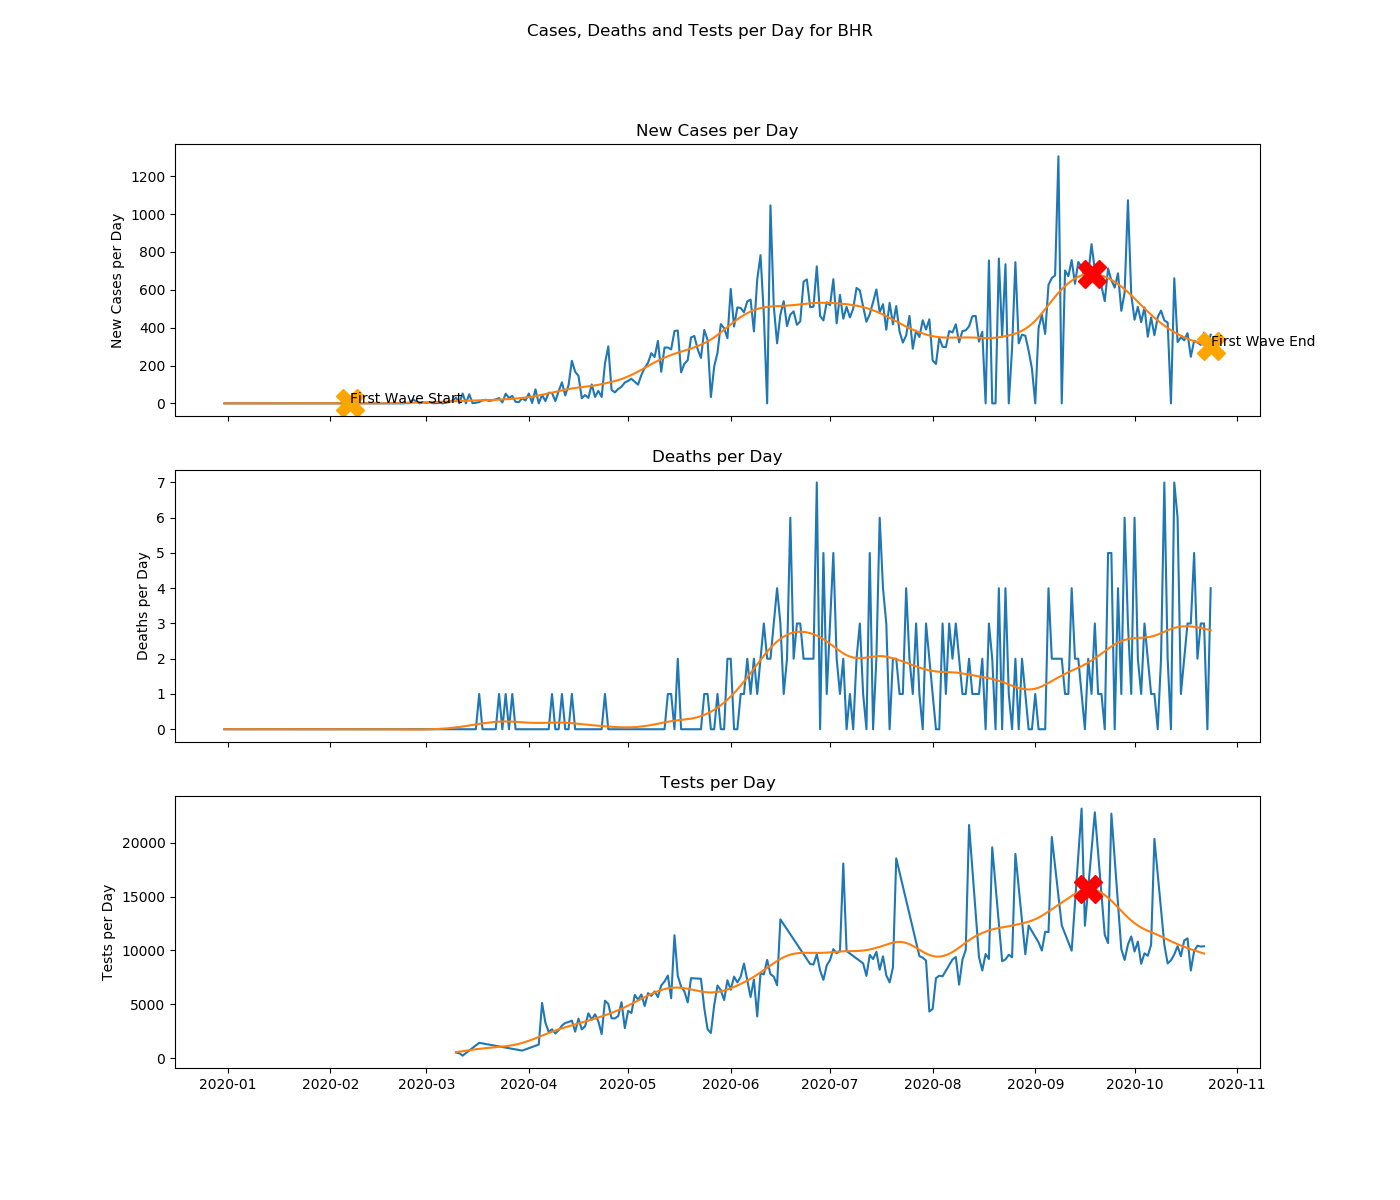 Cases, Deaths and Tests per Day for BHR
New Cases per Day
New Cases per Day
1200
1000
800
600
400
200
0
First Wave Start
First Wave End
Deaths per Day
Deaths per Day
7
6
5
4
3
2
1
0
Tests per Day
Tests per Day
20000
15000
10000
5000
0
2020-01 2020-02 2020-03 2020-04 2020-05 2020-06 2020-07 2020-08 2020-09 2020-10 2020-11